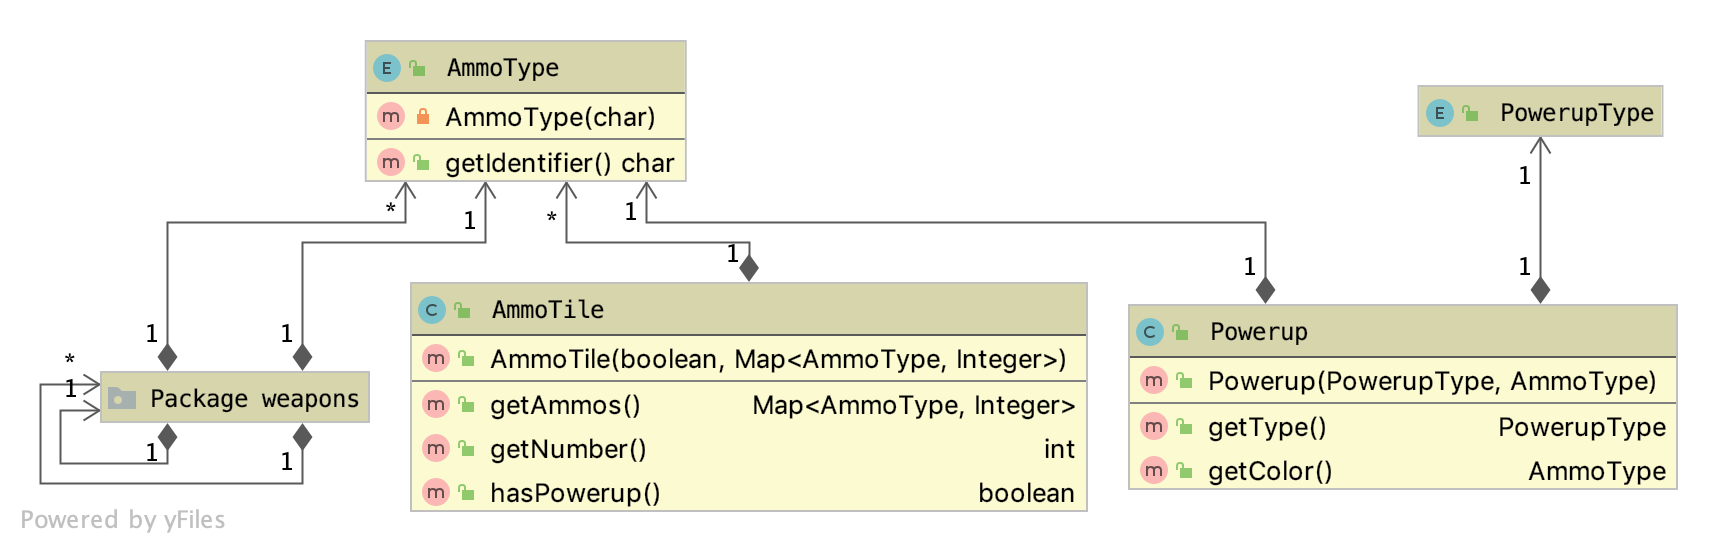 E AmmoType
m AmmoType(char)
m getIdentifier() char
E PowerupType
* 1 * 1
1
1
1
1
1
1
C AmmoTile
m AmmoTile(boolean, Map<AmmoType, Integer>)
m getAmmos() Map<AmmoType, Integer>
m getNumber() int
m hasPowerup() boolean
C Powerup
m Powerup(PowerupType, AmmoType)
m getType() PowerupType
m getColor() AmmoType
*
1
Package weapons
1
1
Powered by yFiles